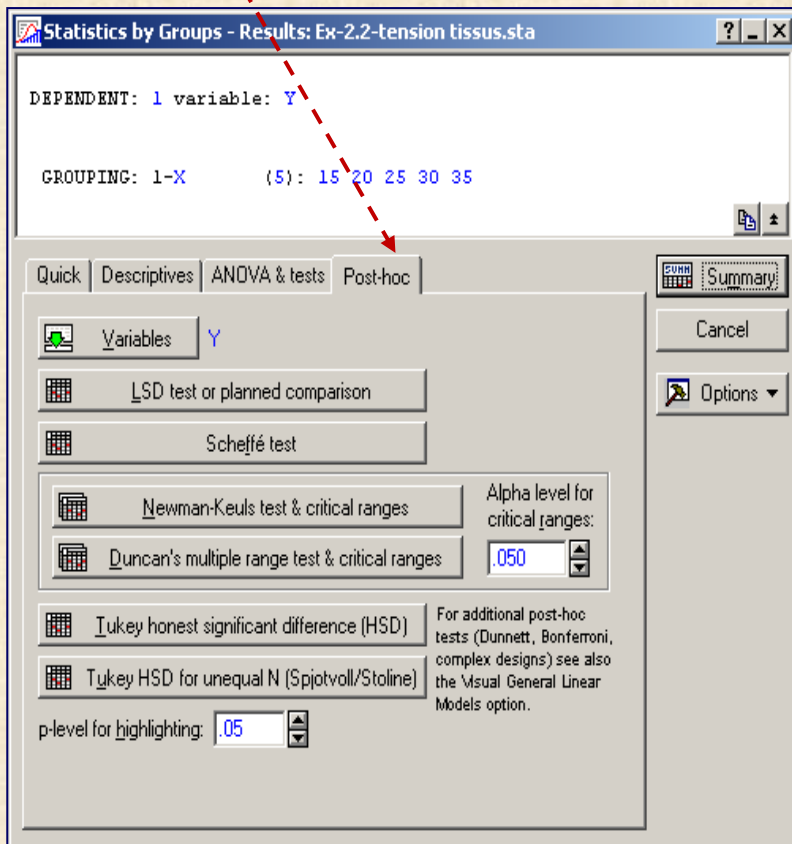 Statistics by Groups - Results: Ex-2.2-tension tissus.sta
DEPENDENT: 1 variable: Y
GROUPING: 1-X (5): 15 20 25 30 35
Quick Descriptives ANOVA & tests Post-hoc
SUMM Summary
Cancel
Options
Variables Y
LSD test or planned comparison
Scheffé test
Newman-Keuls test & critical ranges
Duncan's multiple range test & critical ranges
Alpha level for
critical ranges:
.050
Tukey honest significant difference (HSD)
Tukey HSD for unequal N (Spjotvoll/Stoline)
For additional post-hoc
tests (Dunnett, Bonferroni,
complex designs) see also
the Visual General Linear
Models option.
p-level for highlighting: .05